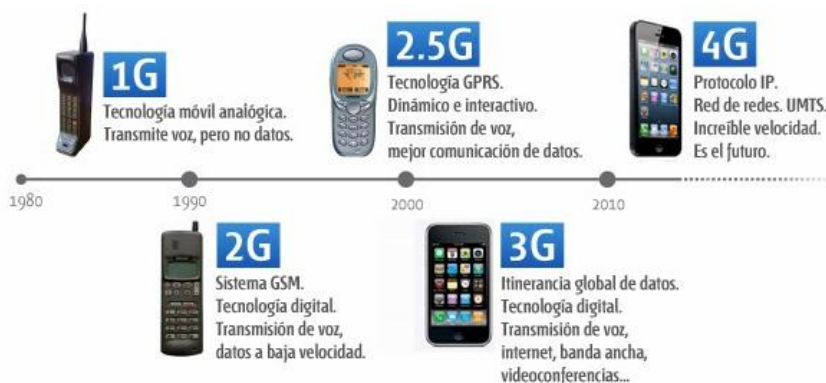 1G
Tecnología móvil analógica.
Transmite voz, pero no datos.
2.5G
Tecnología GPRS.
Dinámico e interactivo.
Transmisión de voz,
mejor comunicación de datos.
4G
Protocolo IP.
Red de redes. UMTS.
Increíble velocidad.
Es el futuro.
1980
1990
2000
2010
2G
Sistema GSM.
Tecnología digital.
Transmisión de voz,
datos a baja velocidad.
3G
Itinerancia global de datos.
Tecnología digital.
Transmisión de voz,
internet, banda ancha,
videoconferencias...